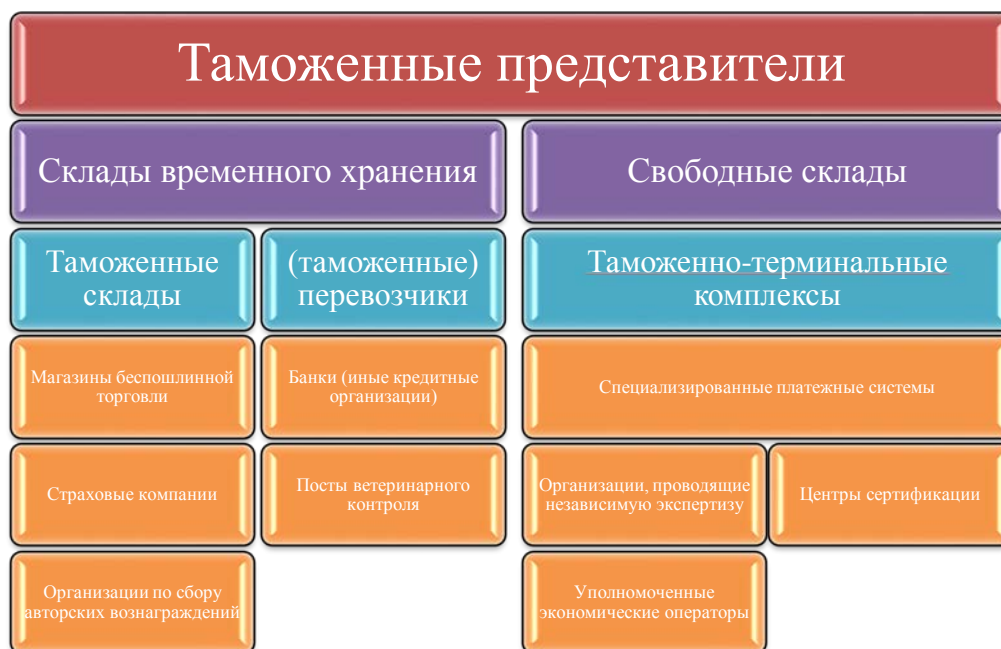 Таможенные представители
Склады временного хранения
Свободные склады
Таможенные
склады
(таможенные)
перевозчики
Таможенно-терминальные
комплексы
Магазины беспошлинной
торговли
Банки (иные кредитные
организации)
Специализированные платежные системы
Страховые компании
Посты ветеринарного
контроля
Организации, проводящие
независимую экспертизу
Центры сертификации
Организации по сбору
авторских вознаграждений
Уполномоченные
экономические операторы